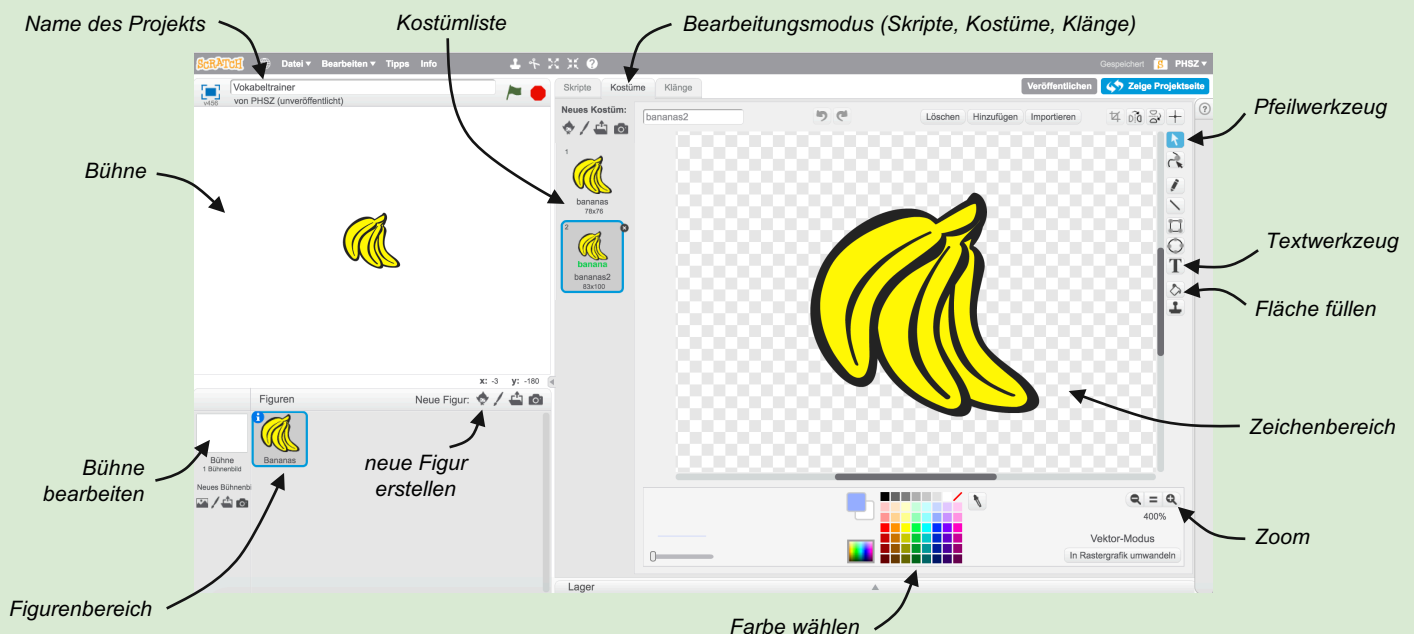 Name des Projekts
Kostümliste
Bearbeitungsmodus (Skripte, Kostüme, Klänge)
SCRATCH Datei Bearbeiten Tipps Info
Gespeichert PHSZ
v456
Vokabeltrainer
von PHSZ (unveröffentlicht)
Skripte Kostüme Klänge
Veröffentlichen Zeige Projektseite
Neues Kostüm:
bananas2
Löschen Hinzufügen Importieren
Pfeilwerkzeug
Bühne
1
bananas
78x76
2
banana
bananas2
83x100
T
Textwerkzeug
Fläche füllen
x: -3 y: -180
Figuren
Neue Figur:
Bühne
1 Bühnenbild
Bananas
Neues Bühnenbi
Bühne
bearbeiten
neue Figur
erstellen
Zeichenbereich
400%
Vektor-Modus
In Rastergrafik umwandeln
Zoom
Lager
Figurenbereich
Farbe wählen